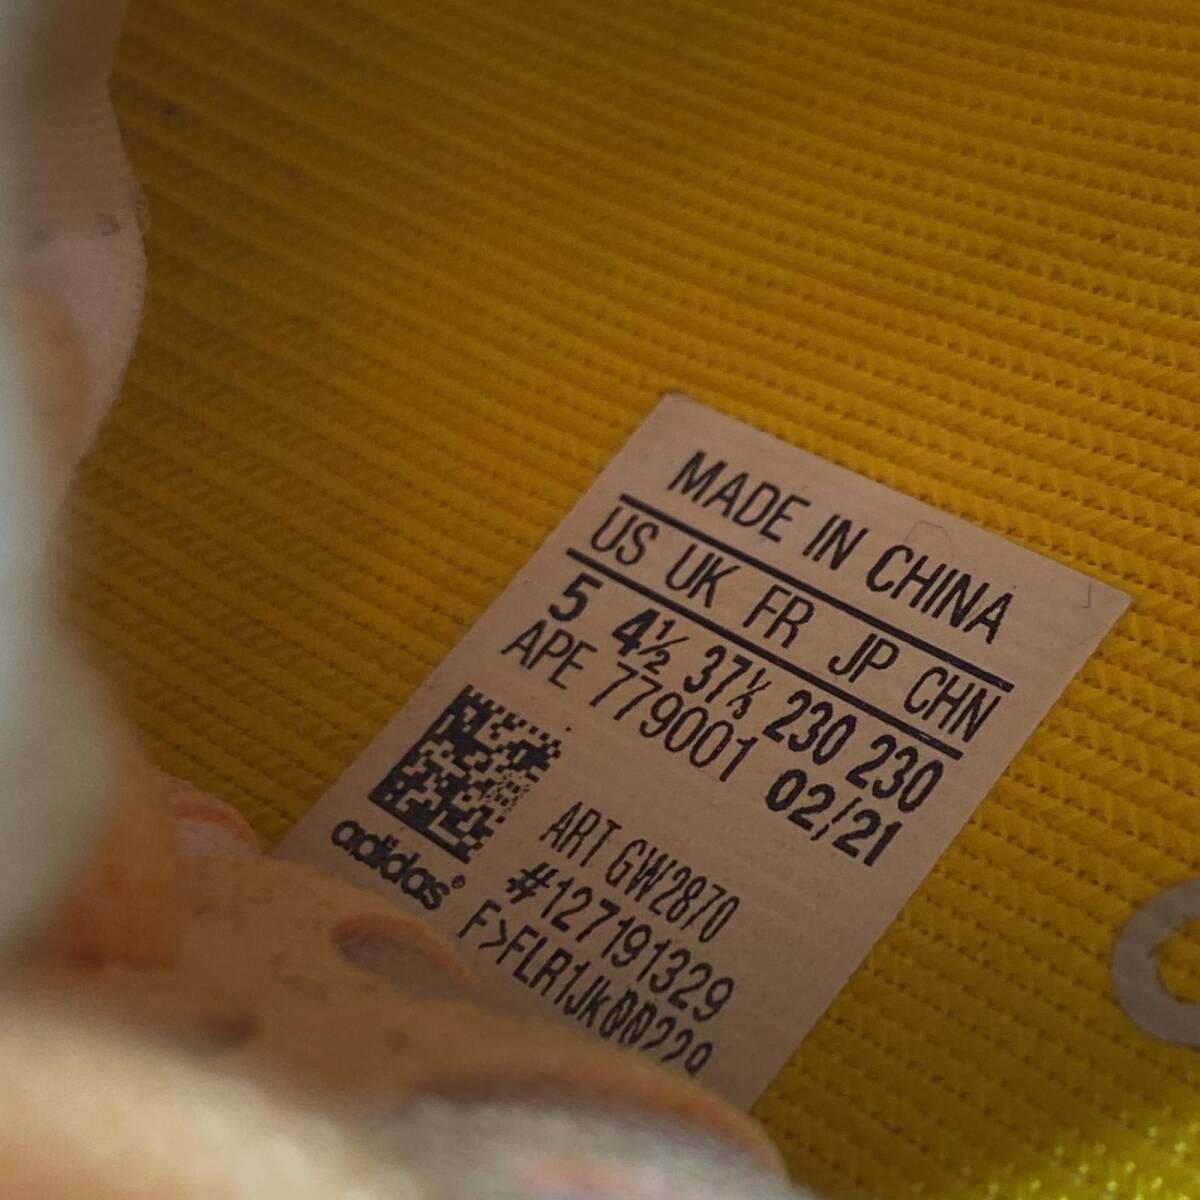 MADE IN CHINA
US UK FR JP CHN
5 4½ 37⅓ 230 230
APE 779001 02/21
ART GW2870
#127191329
adidas®